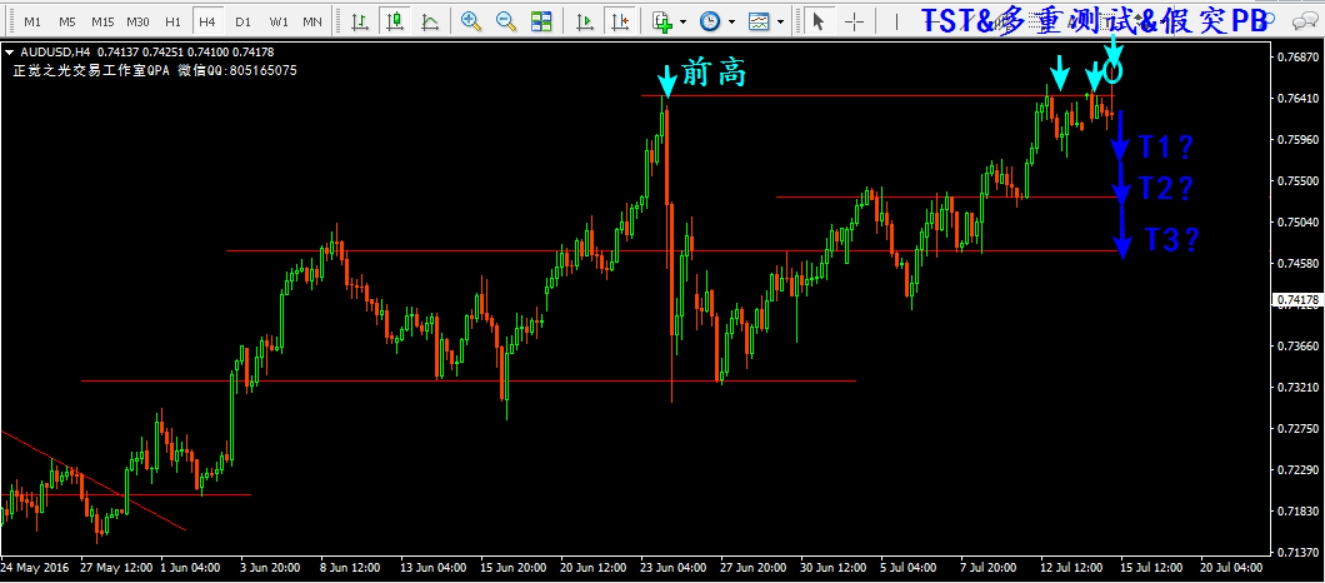 M1 M5 M15 M30 H1 H4 D1 W1 MN
TST&多重测试&假突PB
AUDUSD,H4 0.74137 0.74251 0.74100 0.74178
正觉之光交易工作室QPA 微信QQ:805165075
前高
T1?
T2?
T3?
0.76870
0.76410
0.75960
0.75500
0.75040
0.74580
0.74178
0.73660
0.73210
0.72750
0.72290
0.71830
0.71370
24 May 2016 27 May 12:00 1 Jun 04:00 3 Jun 20:00 8 Jun 12:00 13 Jun 04:00 15 Jun 20:00 20 Jun 12:00 23 Jun 04:00 27 Jun 20:00 30 Jun 12:00 5 Jul 04:00 7 Jul 20:00 12 Jul 12:00 15 Jul 12:00 20 Jul 04:00